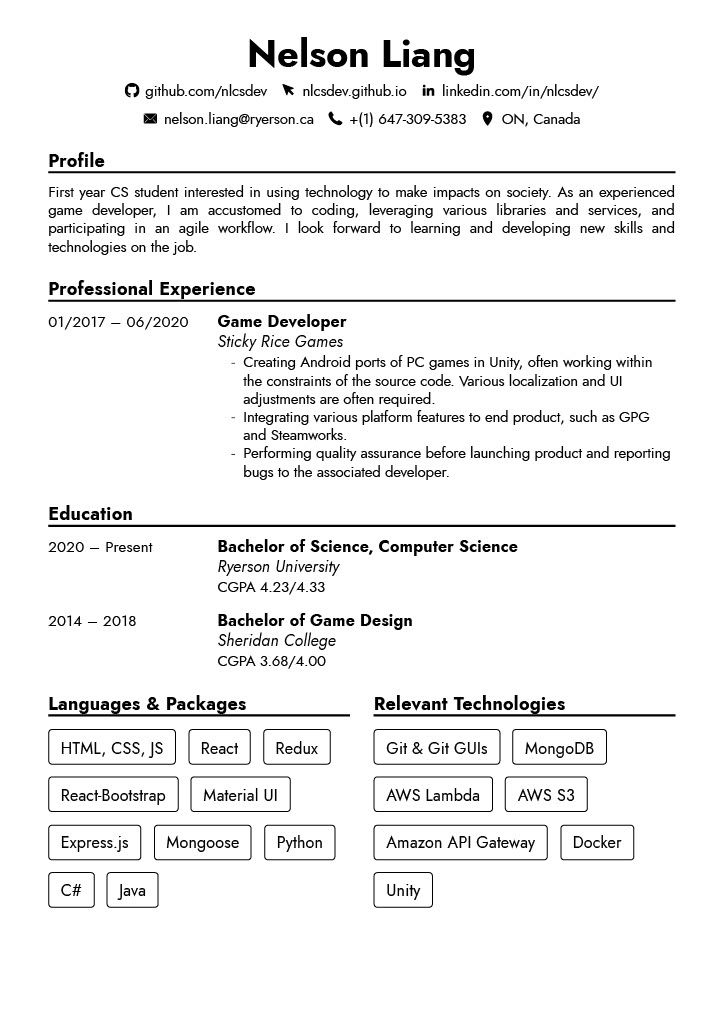 Nelson Liang
github.com/nlcsdev nlcsdev.github.io linkedin.com/in/nlcsdev/
nelson.liang@ryerson.ca +(1) 647-309-5383 ON, Canada
Profile
First year CS student interested in using technology to make impacts on society. As an experienced
game developer, I am accustomed to coding, leveraging various libraries and services, and
participating in an agile workflow. I look forward to learning and developing new skills and
technologies on the job.
Professional Experience
01/2017 – 06/2020 Game Developer
Sticky Rice Games
- Creating Android ports of PC games in Unity, often working within
the constraints of the source code. Various localization and UI
adjustments are often required.
- Integrating various platform features to end product, such as GPG
and Steamworks.
- Performing quality assurance before launching product and reporting
bugs to the associated developer.
Education
2020 – Present Bachelor of Science, Computer Science
Ryerson University
CGPA 4.23/4.33
2014 – 2018 Bachelor of Game Design
Sheridan College
CGPA 3.68/4.00
Languages & Packages
HTML, CSS, JS React Redux
React-Bootstrap Material UI
Express.js Mongoose Python
C# Java
Relevant Technologies
Git & Git GUIs MongoDB
AWS Lambda AWS S3
Amazon API Gateway Docker
Unity